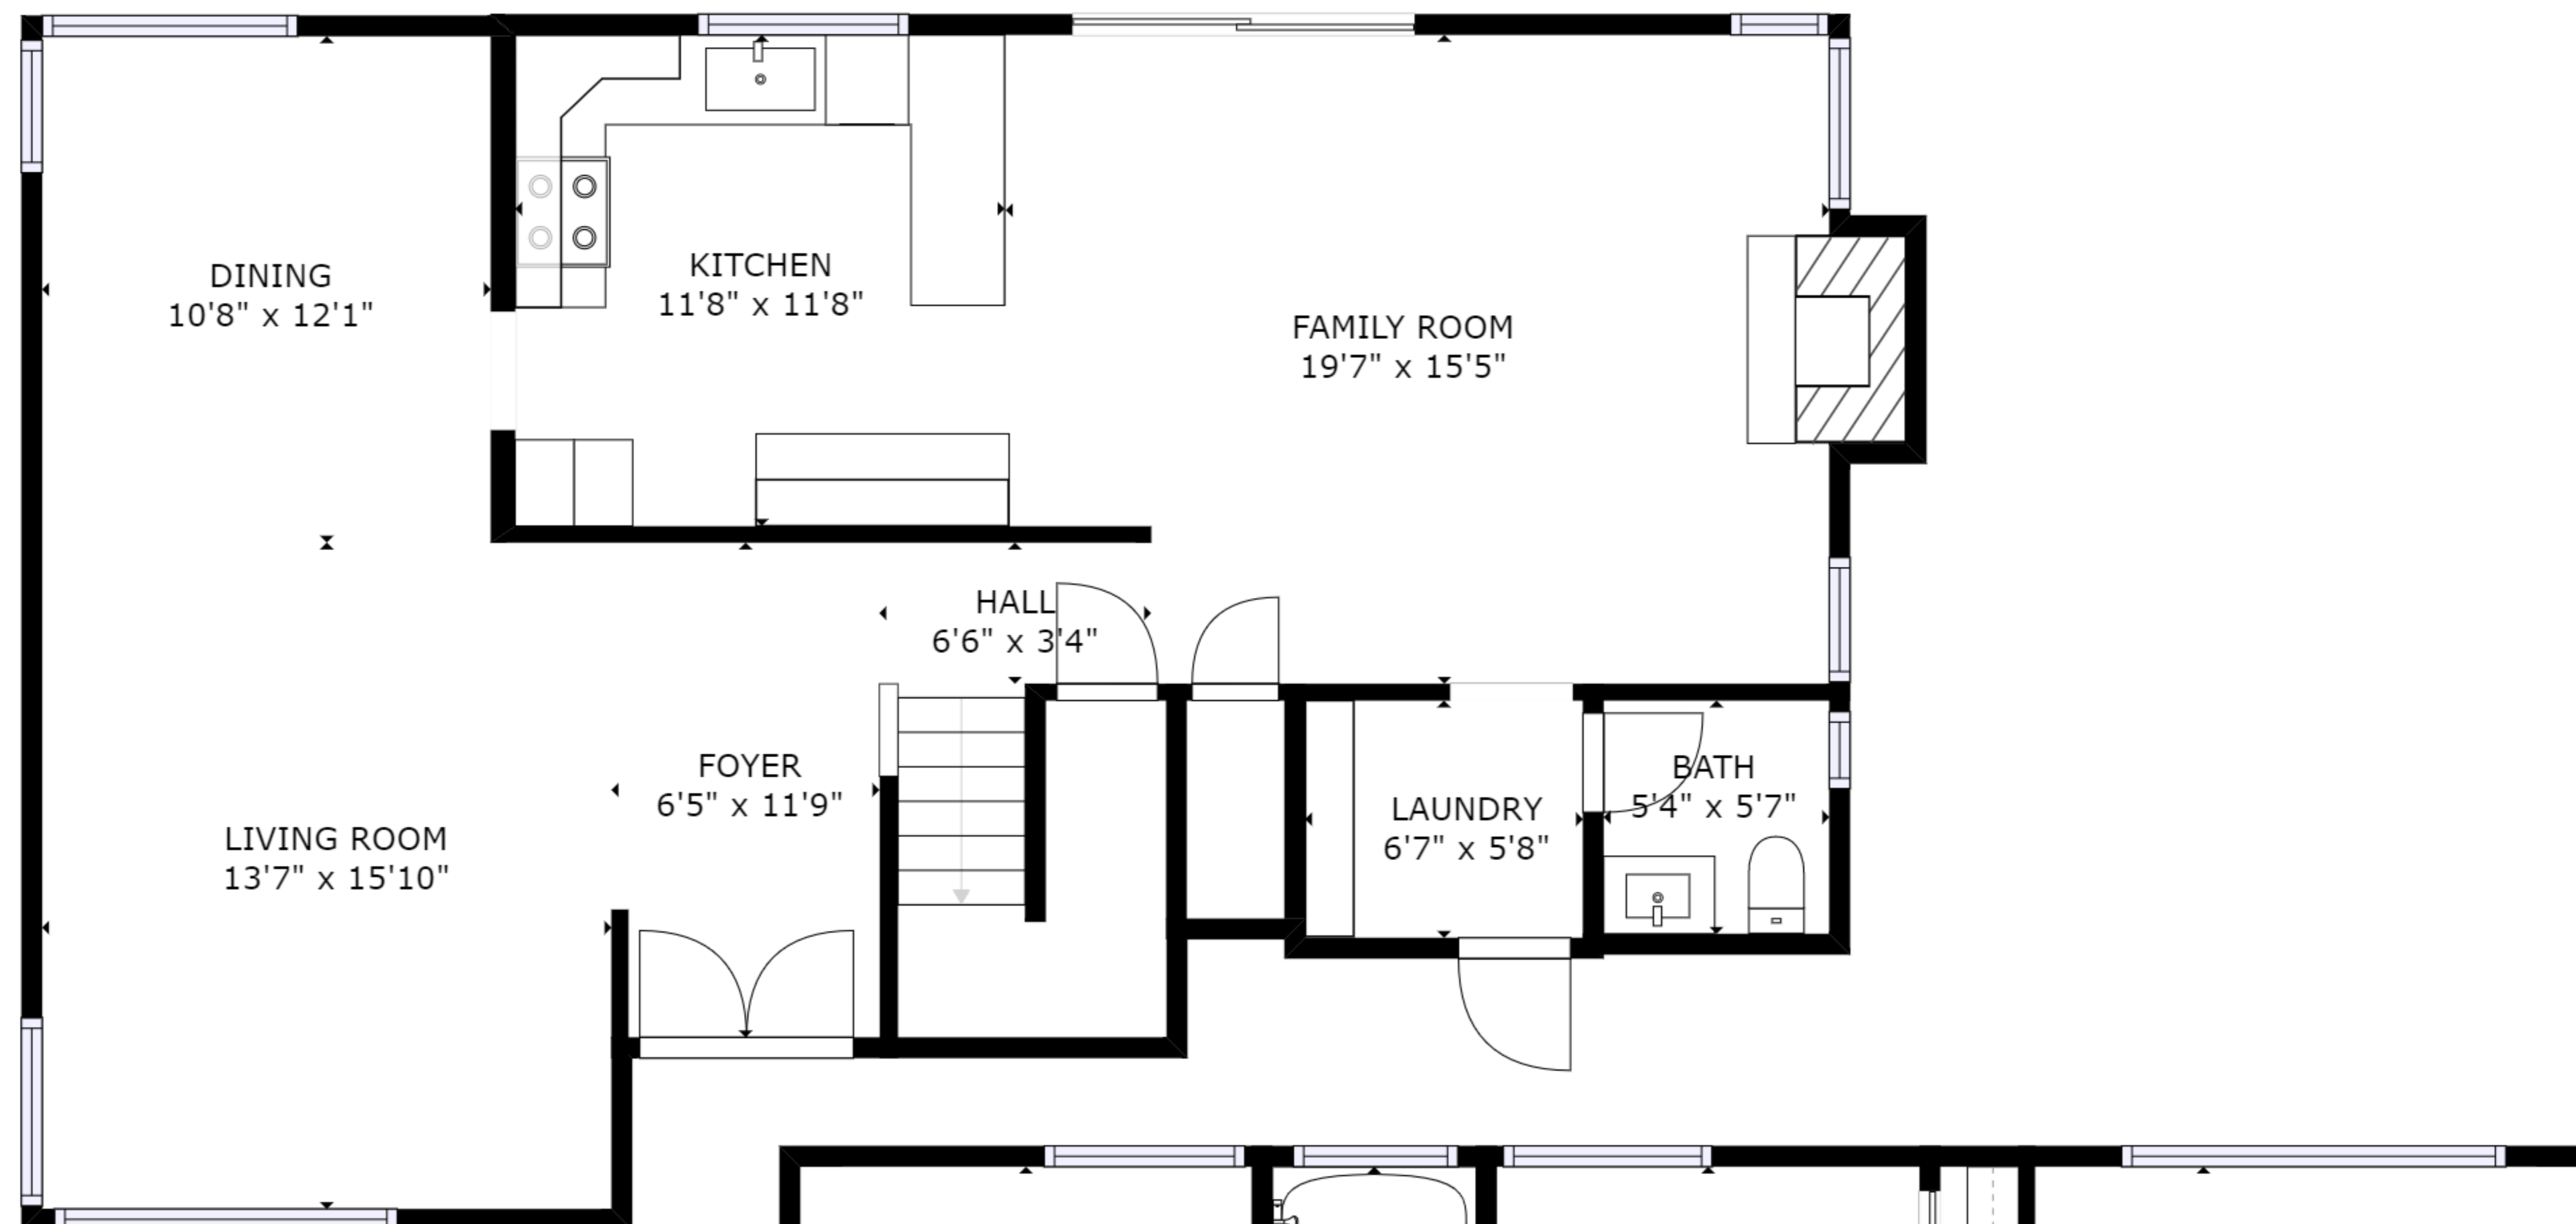 DINING
10'8" x 12'1"
KITCHEN
11'8" x 11'8"
FAMILY ROOM
19'7" x 15'5"
HALL
6'6" x 3'4"
FOYER
6'5" x 11'9"
LIVING ROOM
13'7" x 15'10"
LAUNDRY
6'7" x 5'8"
BATH
5'4" x 5'7"